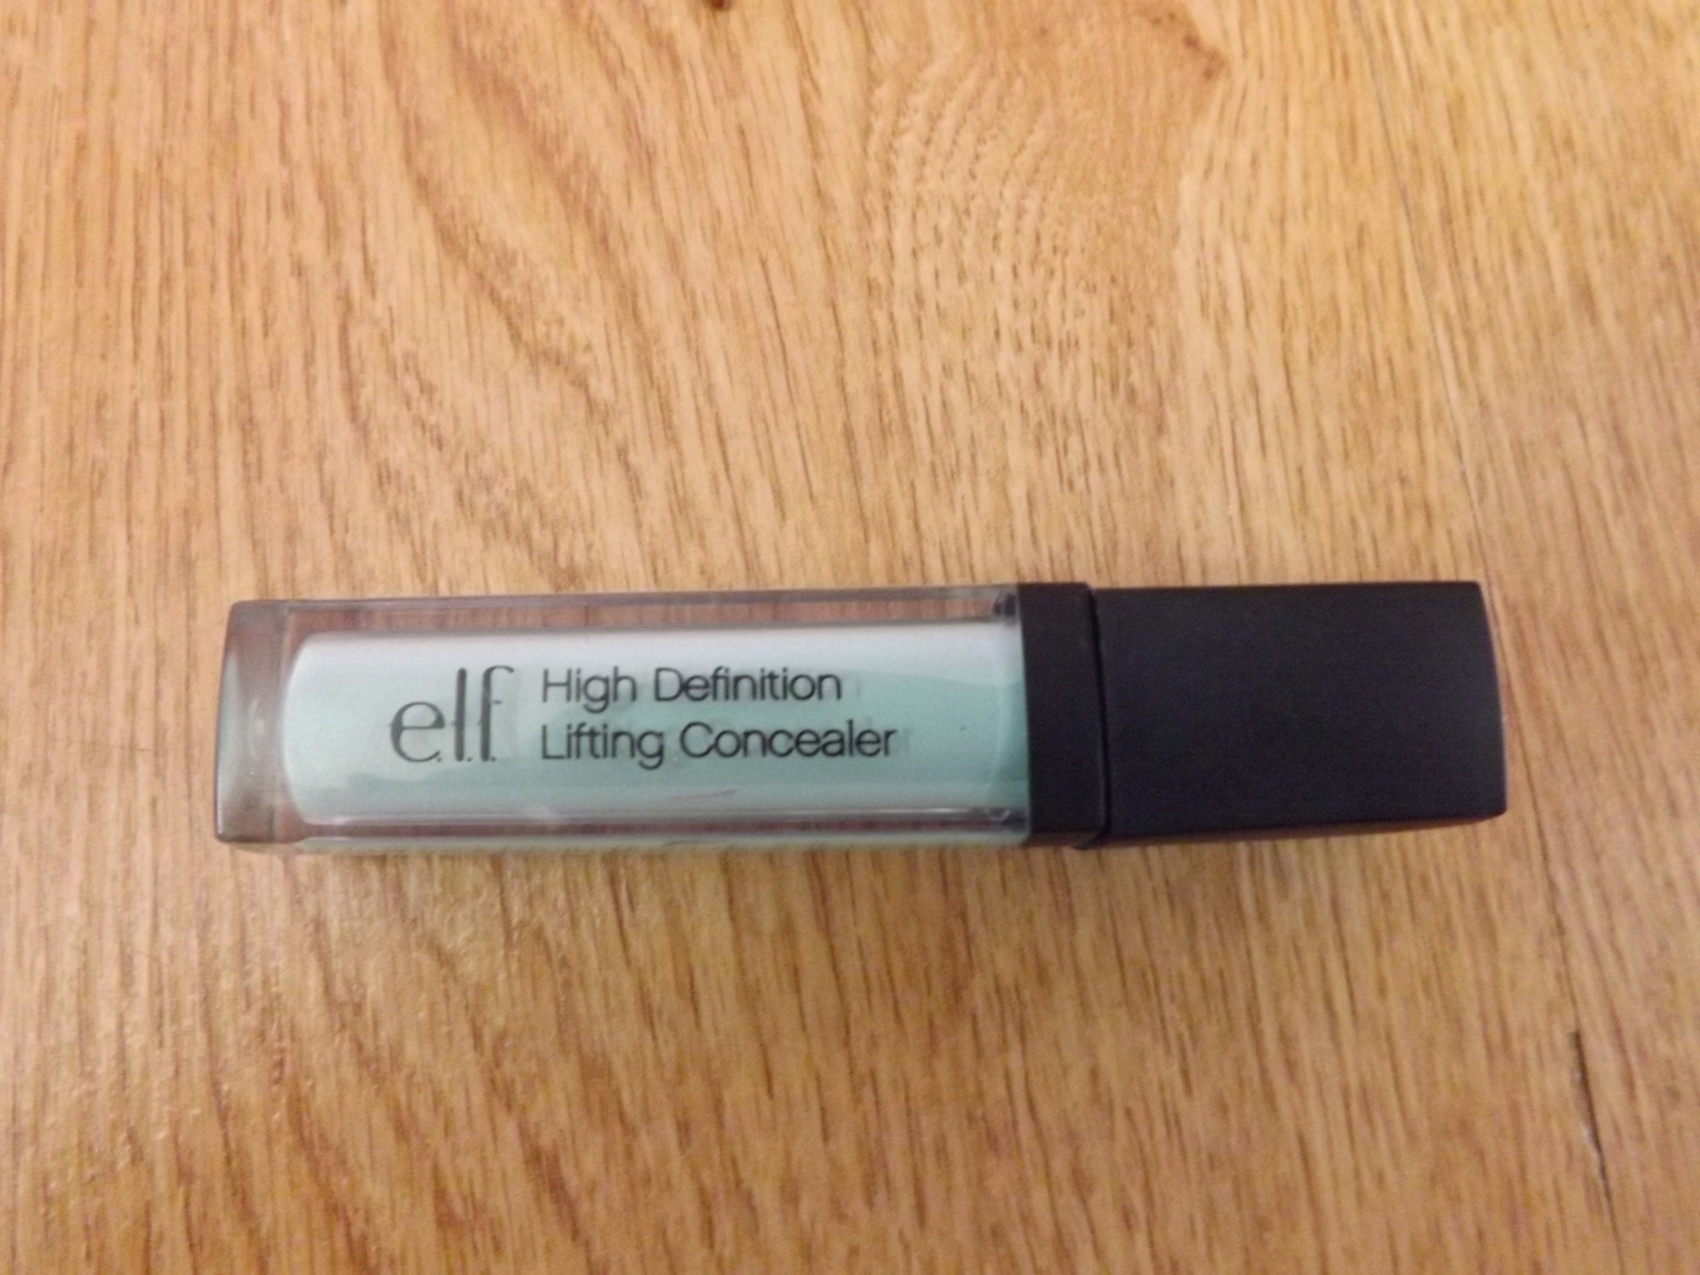 e.l.f. High Definition
Lifting Concealer